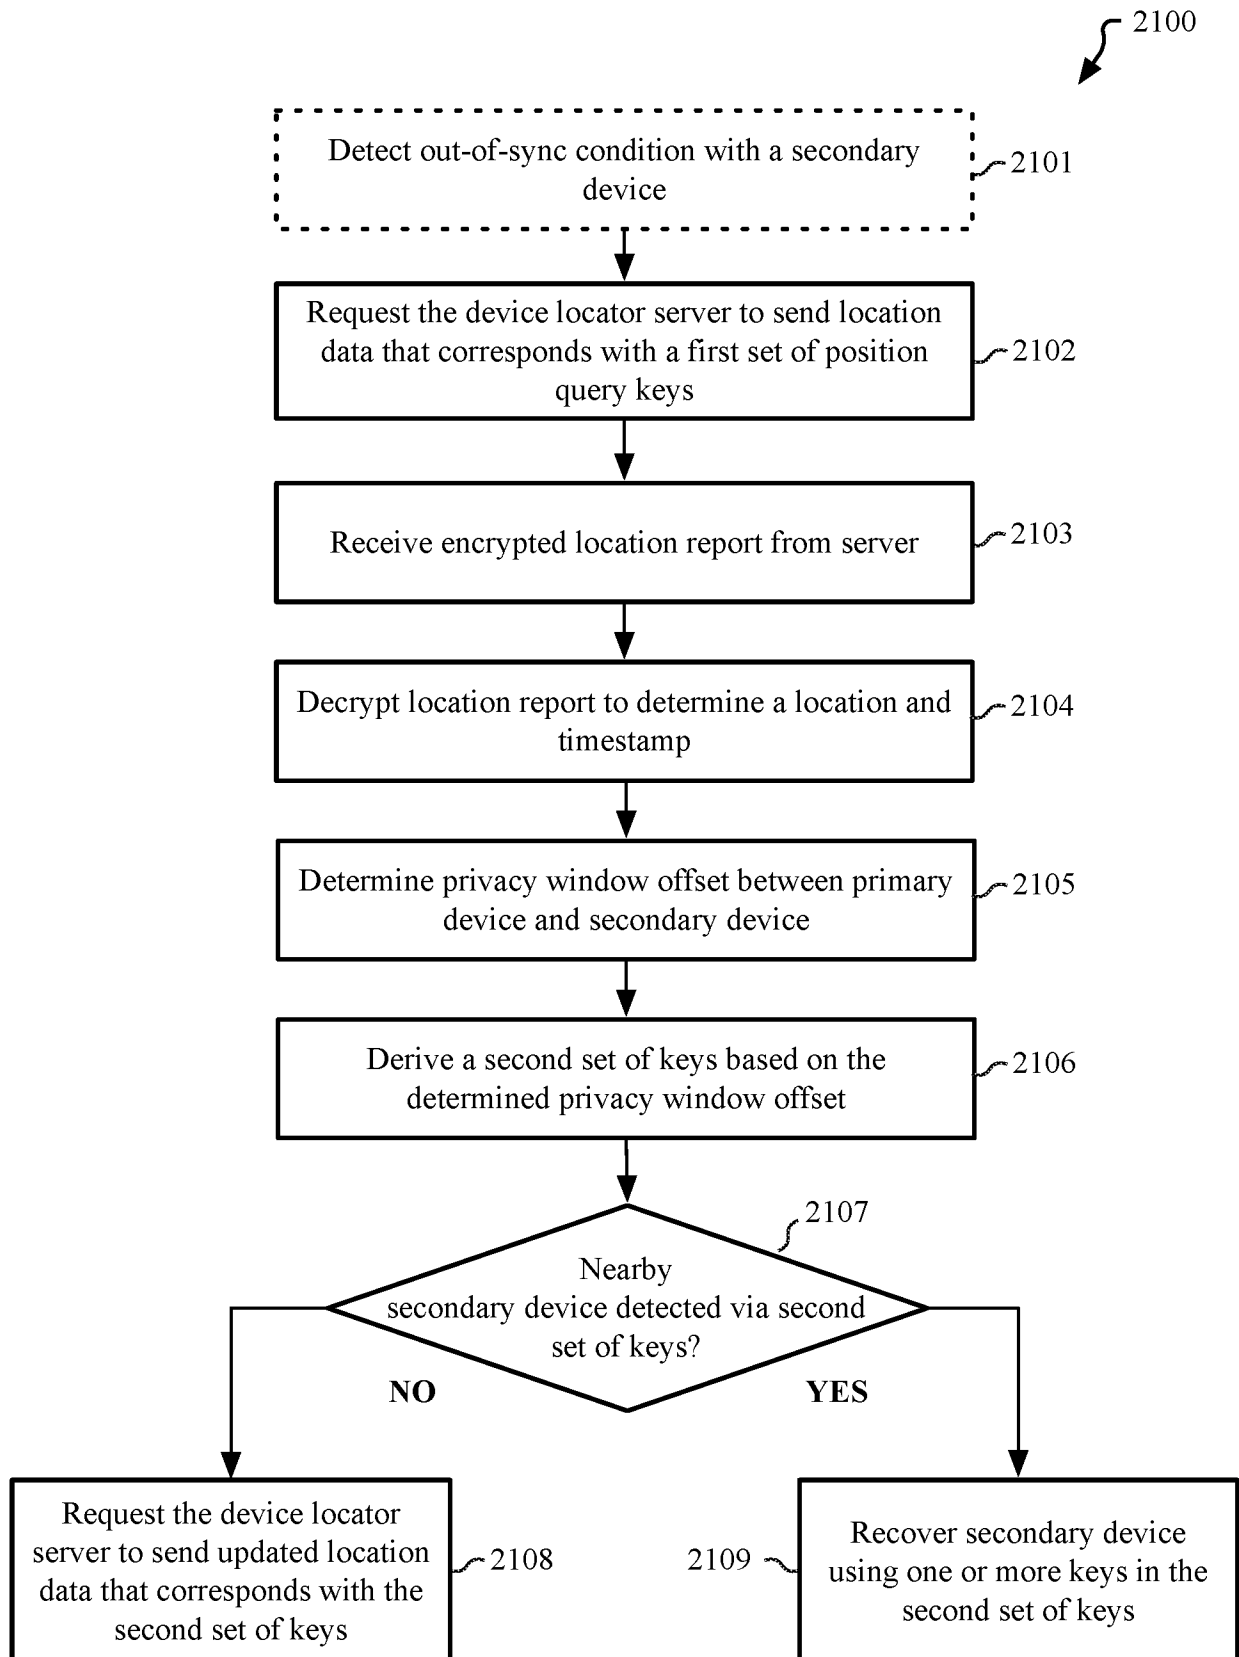 2100
Detect out-of-sync condition with a secondary
device
2101
Request the device locator server to send location
data that corresponds with a first set of position
query keys
2102
Receive encrypted location report from server
2103
Decrypt location report to determine a location and
timestamp
2104
Determine privacy window offset between primary
device and secondary device
2105
Derive a second set of keys based on the
determined privacy window offset
2106
2107
Nearby
secondary device detected via second
set of keys?
NO
YES
Request the device locator
server to send updated location
data that corresponds with the
second set of keys
2108
2109
Recover secondary device
using one or more keys in the
second set of keys